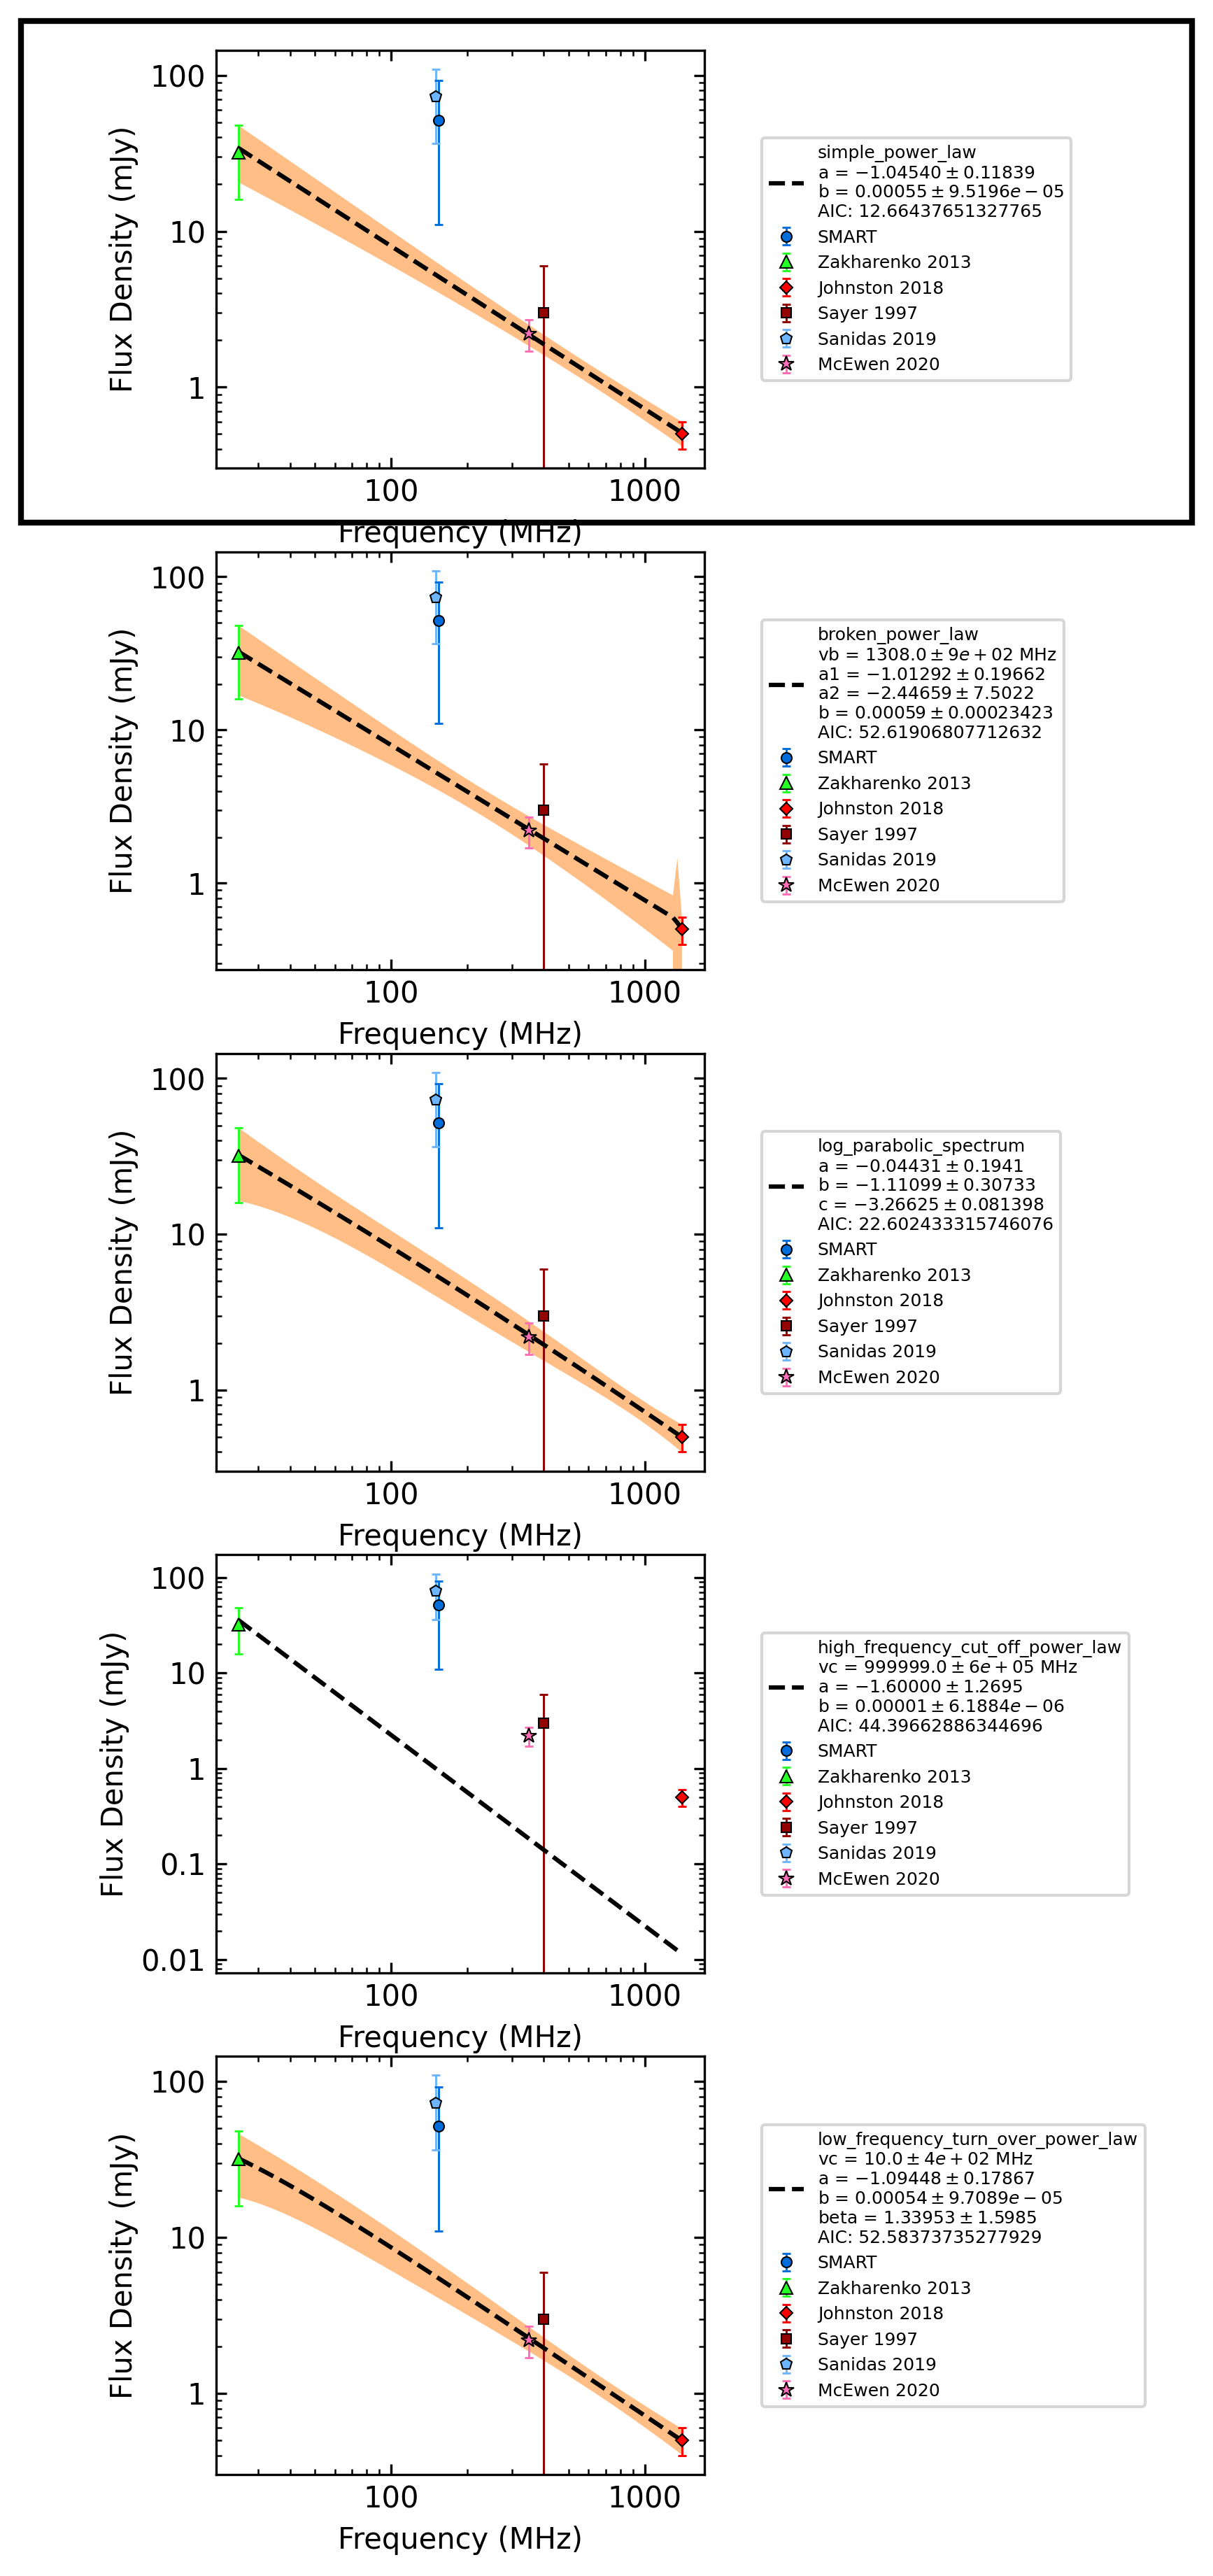 100
10
1
Flux Density (mJy)
100 1000
Frequency (MHz)
simple_power_law
a = −1.04540 ± 0.11839
b = 0.00055 ± 9.5196e − 05
AIC: 12.66437651327765
SMART
Zakharenko 2013
Johnston 2018
Sayer 1997
Sanidas 2019
McEwen 2020
100
10
1
Flux Density (mJy)
100 1000
Frequency (MHz)
broken_power_law
vb = 1308.0 ± 9e + 02 MHz
a1 = −1.01292 ± 0.19662
a2 = −2.44659 ± 7.5022
b = 0.00059 ± 0.00023423
AIC: 52.61906807712632
SMART
Zakharenko 2013
Johnston 2018
Sayer 1997
Sanidas 2019
McEwen 2020
100
10
1
Flux Density (mJy)
100 1000
Frequency (MHz)
log_parabolic_spectrum
a = −0.04431 ± 0.1941
b = −1.11099 ± 0.30733
c = −3.26625 ± 0.081398
AIC: 22.602433315746076
SMART
Zakharenko 2013
Johnston 2018
Sayer 1997
Sanidas 2019
McEwen 2020
100
10
1
0.1
0.01
Flux Density (mJy)
100 1000
Frequency (MHz)
high_frequency_cut_off_power_law
vc = 999999.0 ± 6e + 05 MHz
a = −1.60000 ± 1.2695
b = 0.00001 ± 6.1884e − 06
AIC: 44.39662886344696
SMART
Zakharenko 2013
Johnston 2018
Sayer 1997
Sanidas 2019
McEwen 2020
100
10
1
Flux Density (mJy)
100 1000
Frequency (MHz)
low_frequency_turn_over_power_law
vc = 10.0 ± 4e + 02 MHz
a = −1.09448 ± 0.17867
b = 0.00054 ± 9.7089e − 05
beta = 1.33953 ± 1.5985
AIC: 52.58373735277929
SMART
Zakharenko 2013
Johnston 2018
Sayer 1997
Sanidas 2019
McEwen 2020